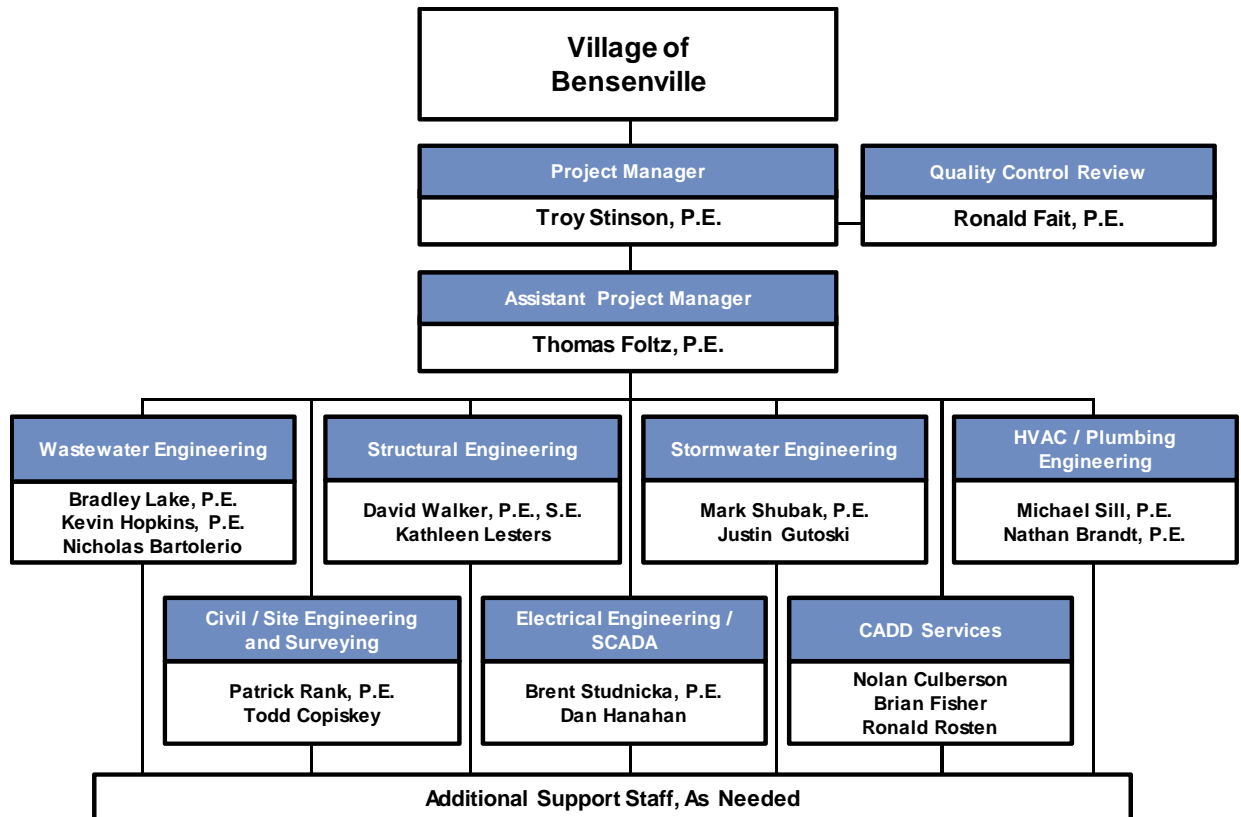 Village of
Bensenville
Project Manager
Troy Stinson, P.E.
Quality Control Review
Ronald Fait, P.E.
Assistant Project Manager
Thomas Foltz, P.E.
Wastewater Engineering
Bradley Lake, P.E.
Kevin Hopkins, P.E.
Nicholas Bartolerio
Structural Engineering
David Walker, P.E., S.E.
Kathleen Lesters
Stormwater Engineering
Mark Shubak, P.E.
Justin Gutoski
HVAC / Plumbing
Engineering
Michael Sill, P.E.
Nathan Brandt, P.E.
Civil / Site Engineering
and Surveying
Patrick Rank, P.E.
Todd Copiskey
Electrical Engineering /
SCADA
Brent Studnicka, P.E.
Dan Hanahan
CADD Services
Nolan Culberson
Brian Fisher
Ronald Rosten
Additional Support Staff, As Needed